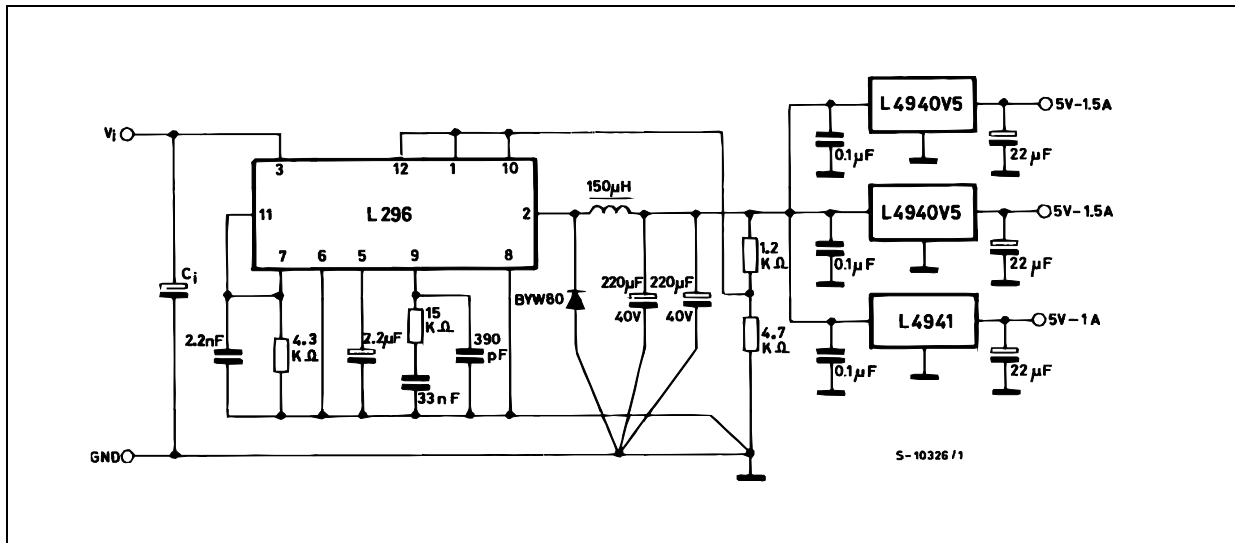 L4940V5
5V-1.5A
0.1µF
22µF
Vi
3
12
1
10
L296
11
2
7
6
5
9
8
150µH
L4940V5
5V-1.5A
0.1µF
22µF
1.2
KΩ
Ci
BYW80
220µF
40V
220µF
40V
L4941
5V-1A
0.1µF
22µF
2.2nF
4.3
KΩ
2.2µF
15
KΩ
390
pF
33nF
4.7
KΩ
GND
S-10326/1